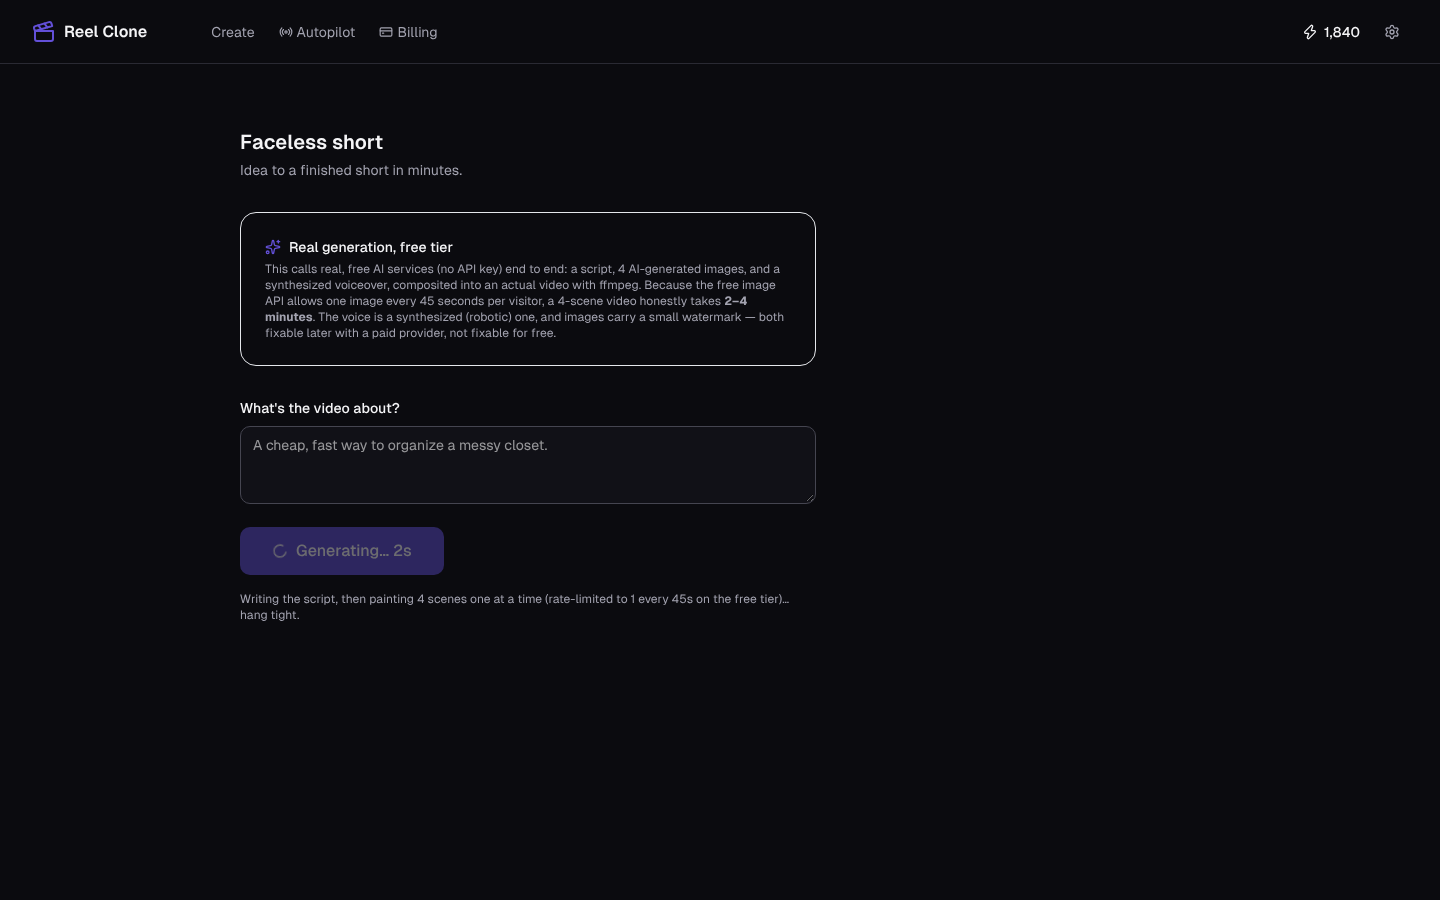 Reel Clone
Create
Autopilot
Billing
1,840
Faceless short
Idea to a finished short in minutes.
Real generation, free tier
This calls real, free AI services (no API key) end to end: a script, 4 AI-generated images, and a
synthesized voiceover, composited into an actual video with ffmpeg. Because the free image
API allows one image every 45 seconds per visitor, a 4-scene video honestly takes 2–4
minutes. The voice is a synthesized (robotic) one, and images carry a small watermark — both
fixable later with a paid provider, not fixable for free.
What's the video about?
A cheap, fast way to organize a messy closet.
Generating... 2s
Writing the script, then painting 4 scenes one at a time (rate-limited to 1 every 45s on the free tier)...
hang tight.